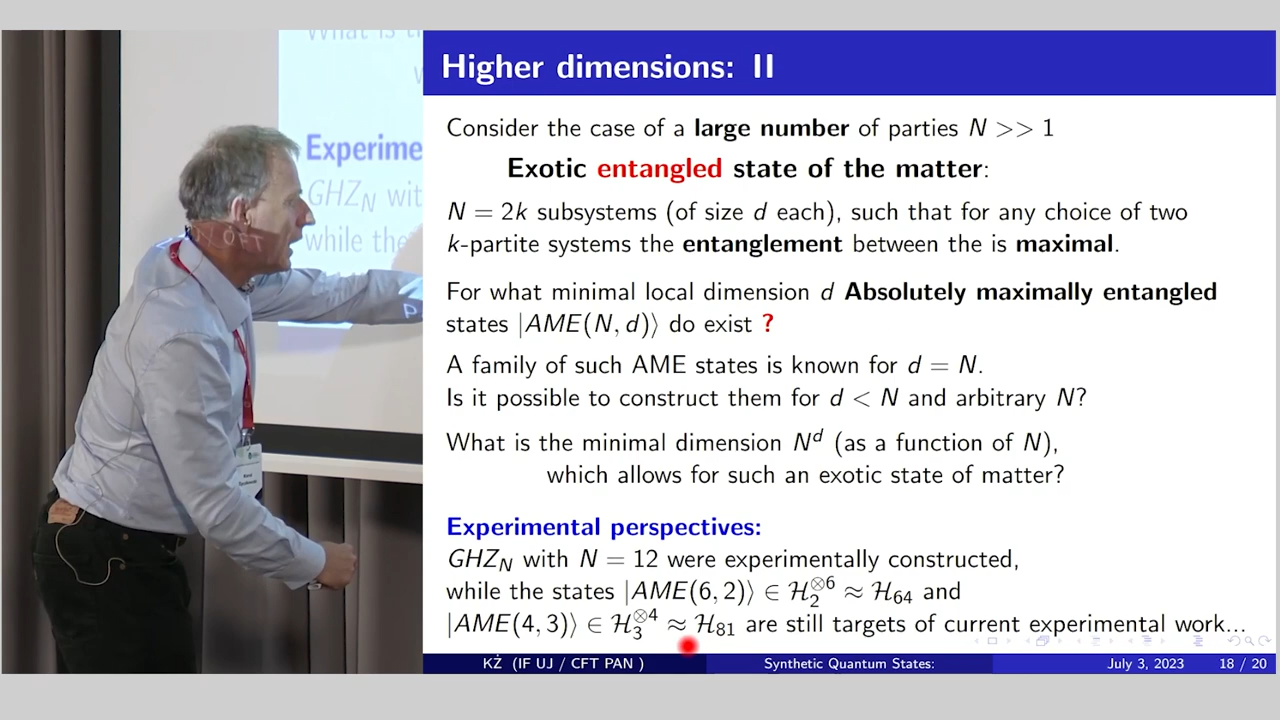 What is t
w
Experime
GHZ_N wit
while the
P
CFT
Higher dimensions: II
Consider the case of a large number of parties N >> 1
Exotic entangled state of the matter:
N = 2k subsystems (of size d each), such that for any choice of two
k-partite systems the entanglement between the is maximal.
For what minimal local dimension d Absolutely maximally entangled
states |AME(N, d)⟩ do exist ?
A family of such AME states is known for d = N.
Is it possible to construct them for d < N and arbitrary N?
What is the minimal dimension N^d (as a function of N),
which allows for such an exotic state of matter?
Experimental perspectives:
GHZ_N with N = 12 were experimentally constructed,
while the states |AME(6, 2)⟩ ∈ H_2^{⊗6} ≈ H_64 and
|AME(4, 3)⟩ ∈ H_3^{⊗4} ≈ H_81 are still targets of current experimental work...
KŻ (IF UJ / CFT PAN ) Synthetic Quantum States: July 3, 2023 18 / 20